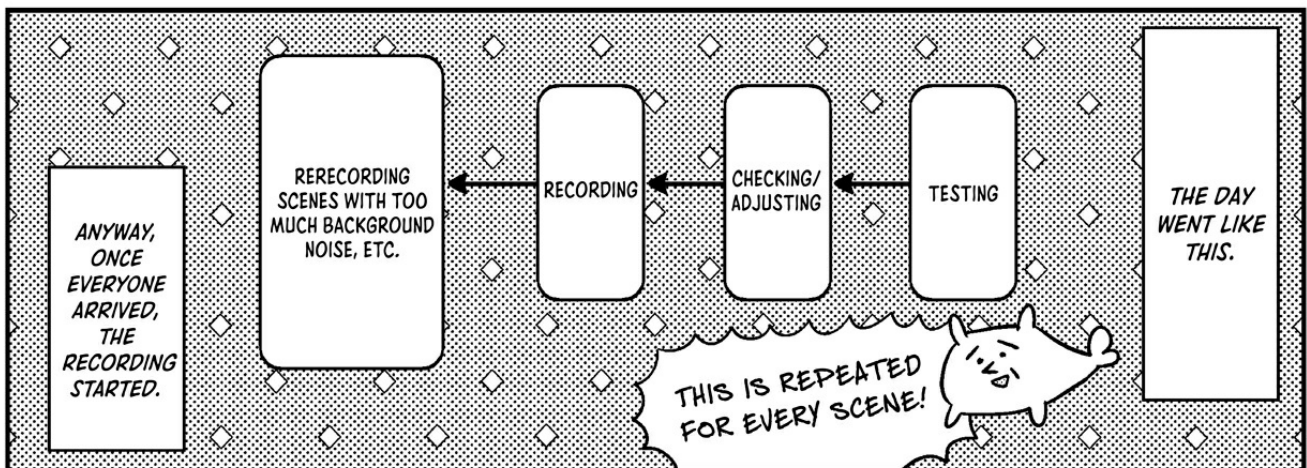 THE DAY
WENT LIKE
THIS.
TESTING
CHECKING/
ADJUSTING
RECORDING
RERECORDING
SCENES WITH TOO
MUCH BACKGROUND
NOISE, ETC.
THIS IS REPEATED
FOR EVERY SCENE!
ANYWAY,
ONCE
EVERYONE
ARRIVED,
THE
RECORDING
STARTED.